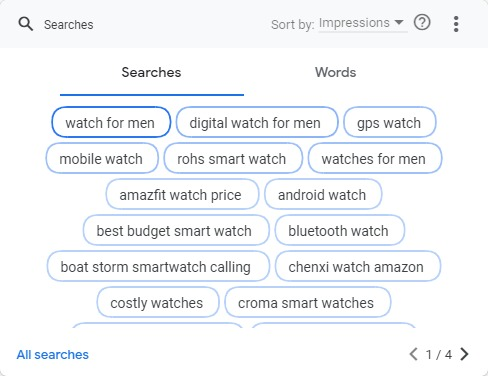 Searches
Sort by: Impressions
Searches Words
watch for men digital watch for men gps watch
mobile watch rohs smart watch watches for men
amazfit watch price android watch
best budget smart watch bluetooth watch
boat storm smartwatch calling chenxi watch amazon
costly watches croma smart watches
All searches 1 / 4